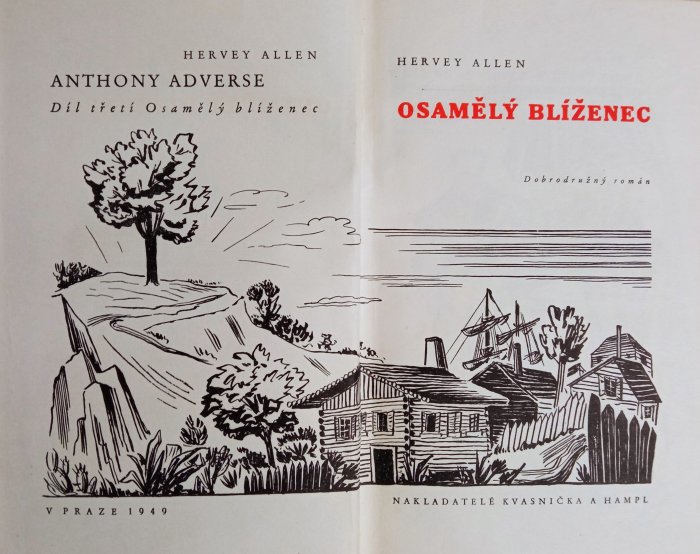 HERVEY ALLEN
ANTHONY ADVERSE
Díl třetí Osamělý blíženec
HERVEY ALLEN
OSAMĚLÝ BLÍŽENEC
Dobrodružný román
V PRAZE 1949
NAKLADATELÉ KVASNIČKA A HAMPL